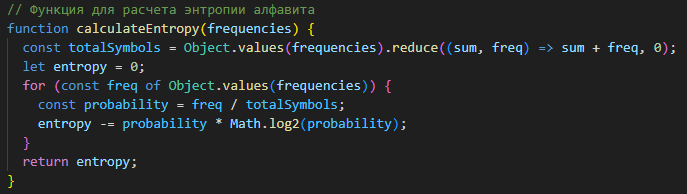 // Функция для расчета энтропии алфавита
function calculateEntropy(frequencies) {
  const totalSymbols = Object.values(frequencies).reduce((sum, freq) => sum + freq, 0);
  let entropy = 0;
  for (const freq of Object.values(frequencies)) {
    const probability = freq / totalSymbols;
    entropy -= probability * Math.log2(probability);
  }
  return entropy;
}